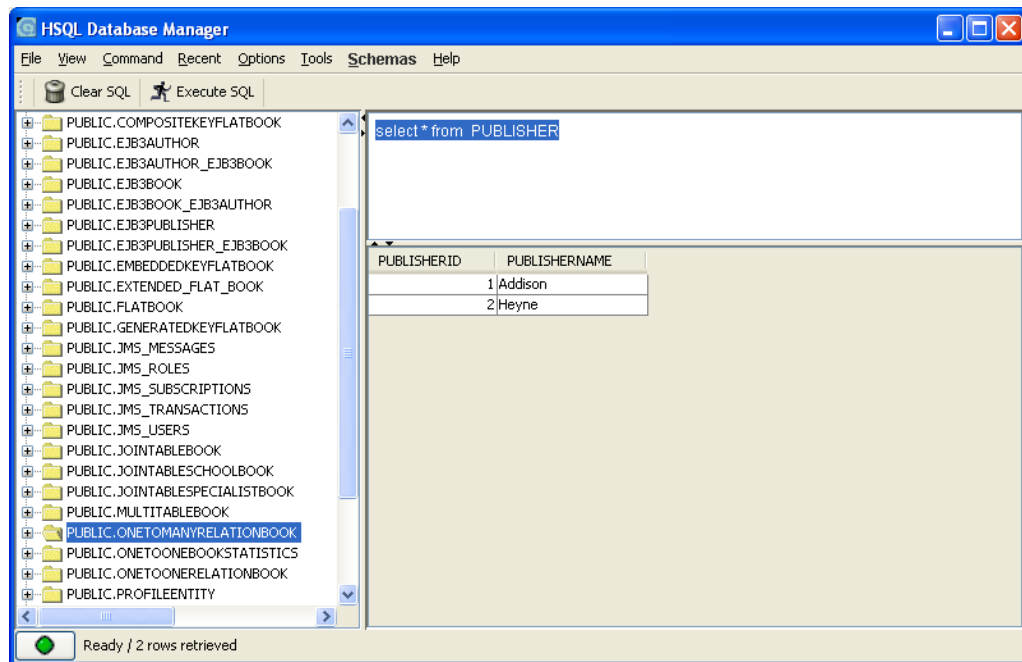 HSQL Database Manager
File View Command Recent Options Tools Schemas Help
Clear SQL Execute SQL
PUBLIC.COMPOSITEKEYFLATBOOK
PUBLIC.EJB3AUTHOR
PUBLIC.EJB3AUTHOR_EJB3BOOK
PUBLIC.EJB3BOOK
PUBLIC.EJB3BOOK_EJB3AUTHOR
PUBLIC.EJB3PUBLISHER
PUBLIC.EJB3PUBLISHER_EJB3BOOK
PUBLIC.EMBEDDEDKEYFLATBOOK
PUBLIC.EXTENDED_FLAT_BOOK
PUBLIC.FLATBOOK
PUBLIC.GENERATEDKEYFLATBOOK
PUBLIC.JMS_MESSAGES
PUBLIC.JMS_ROLES
PUBLIC.JMS_SUBSCRIPTIONS
PUBLIC.JMS_TRANSACTIONS
PUBLIC.JMS_USERS
PUBLIC.JOINTABLEBOOK
PUBLIC.JOINTABLESCHOOLBOOK
PUBLIC.JOINTABLESPECIALISTBOOK
PUBLIC.MULTITABLEBOOK
PUBLIC.ONETOMANYRELATIONBOOK
PUBLIC.ONETOONEBOOKSTATISTICS
PUBLIC.ONETOONERELATIONBOOK
PUBLIC.PROFILEENTITY
select * from PUBLISHER
PUBLISHERID PUBLISHERNAME
1 Addison
2 Heyne
Ready / 2 rows retrieved